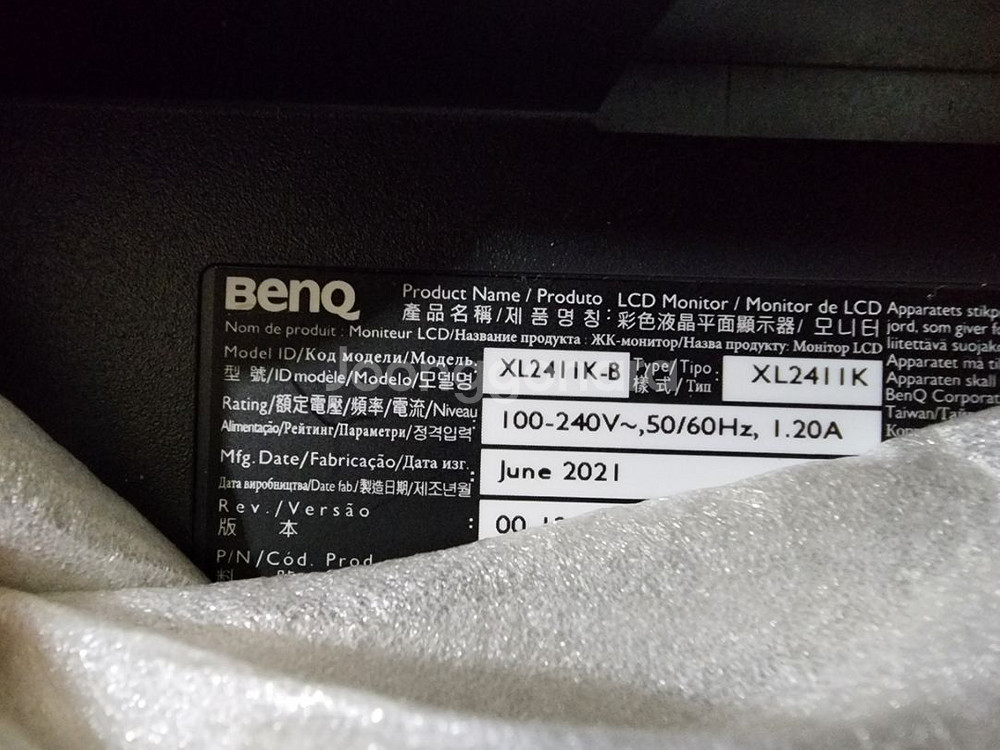 BenQ
Product Name / Produto LCD Monitor / Monitor de LCD
產品名稱/제품명칭: 彩色液晶平面顯示器/ 모니터
Nom de produit : Moniteur LCD/Название продукта : ЖК-монитор/Назва продукту: Монітор LCD
Model ID/Код модели/Модель, XL2411K-B Type/Tipo XL2411K
型 號/ID modèle/Modelo/모델명 : 樣式/Тип :
Rating/額定電壓/頻率/電流/Niveau 100-240V~,50/60Hz, 1.20A
Alimentação/Рейтинг/Параметри/정격입력 :
Mfg. Date/Fabricação/Дата изг. June 2021
Дата виробництва/Date fab/製造日期/제조년월 :
Rev./Versão
版 本 : 00
P/N/Cód. Prod
料
Apparatets stikp
jord, som giver f
liitettävä suojak
Apparatet må til
Apparaten skall
BenQ Corporat
Taiwan/Tai